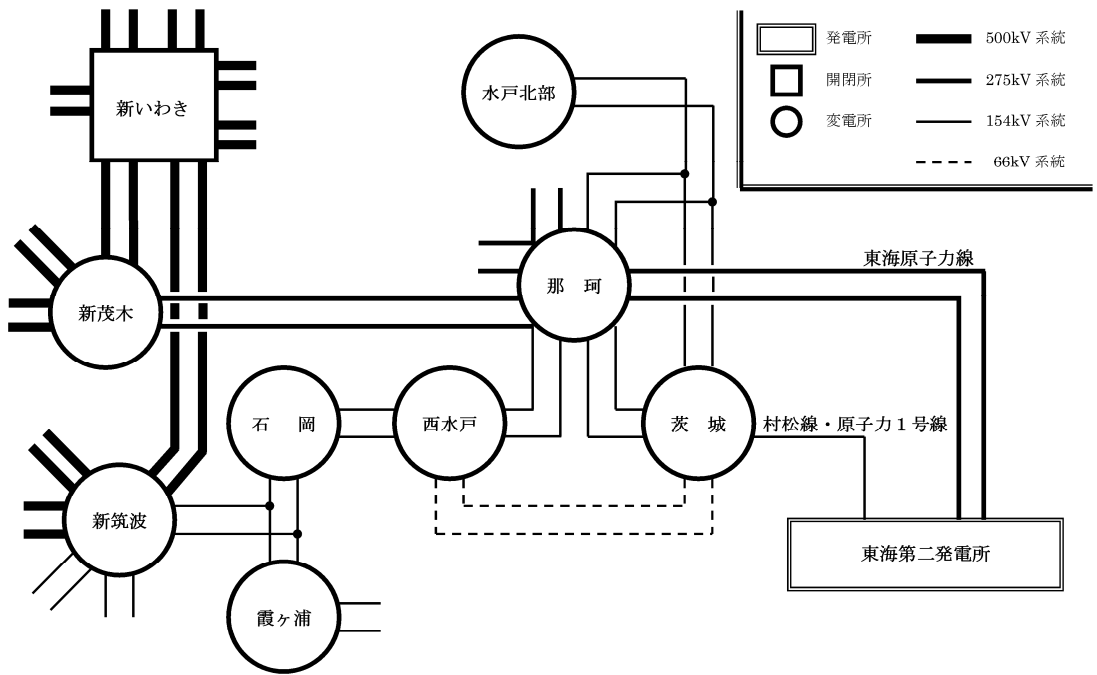 発電所
500kV 系統
開閉所
275kV 系統
変電所
154kV 系統
66kV 系統
新いわき
水戸北部
東海原子力線
那　珂
新茂木
石　岡
西水戸
茨　城
村松線・原子力１号線
新筑波
東海第二発電所
霞ヶ浦